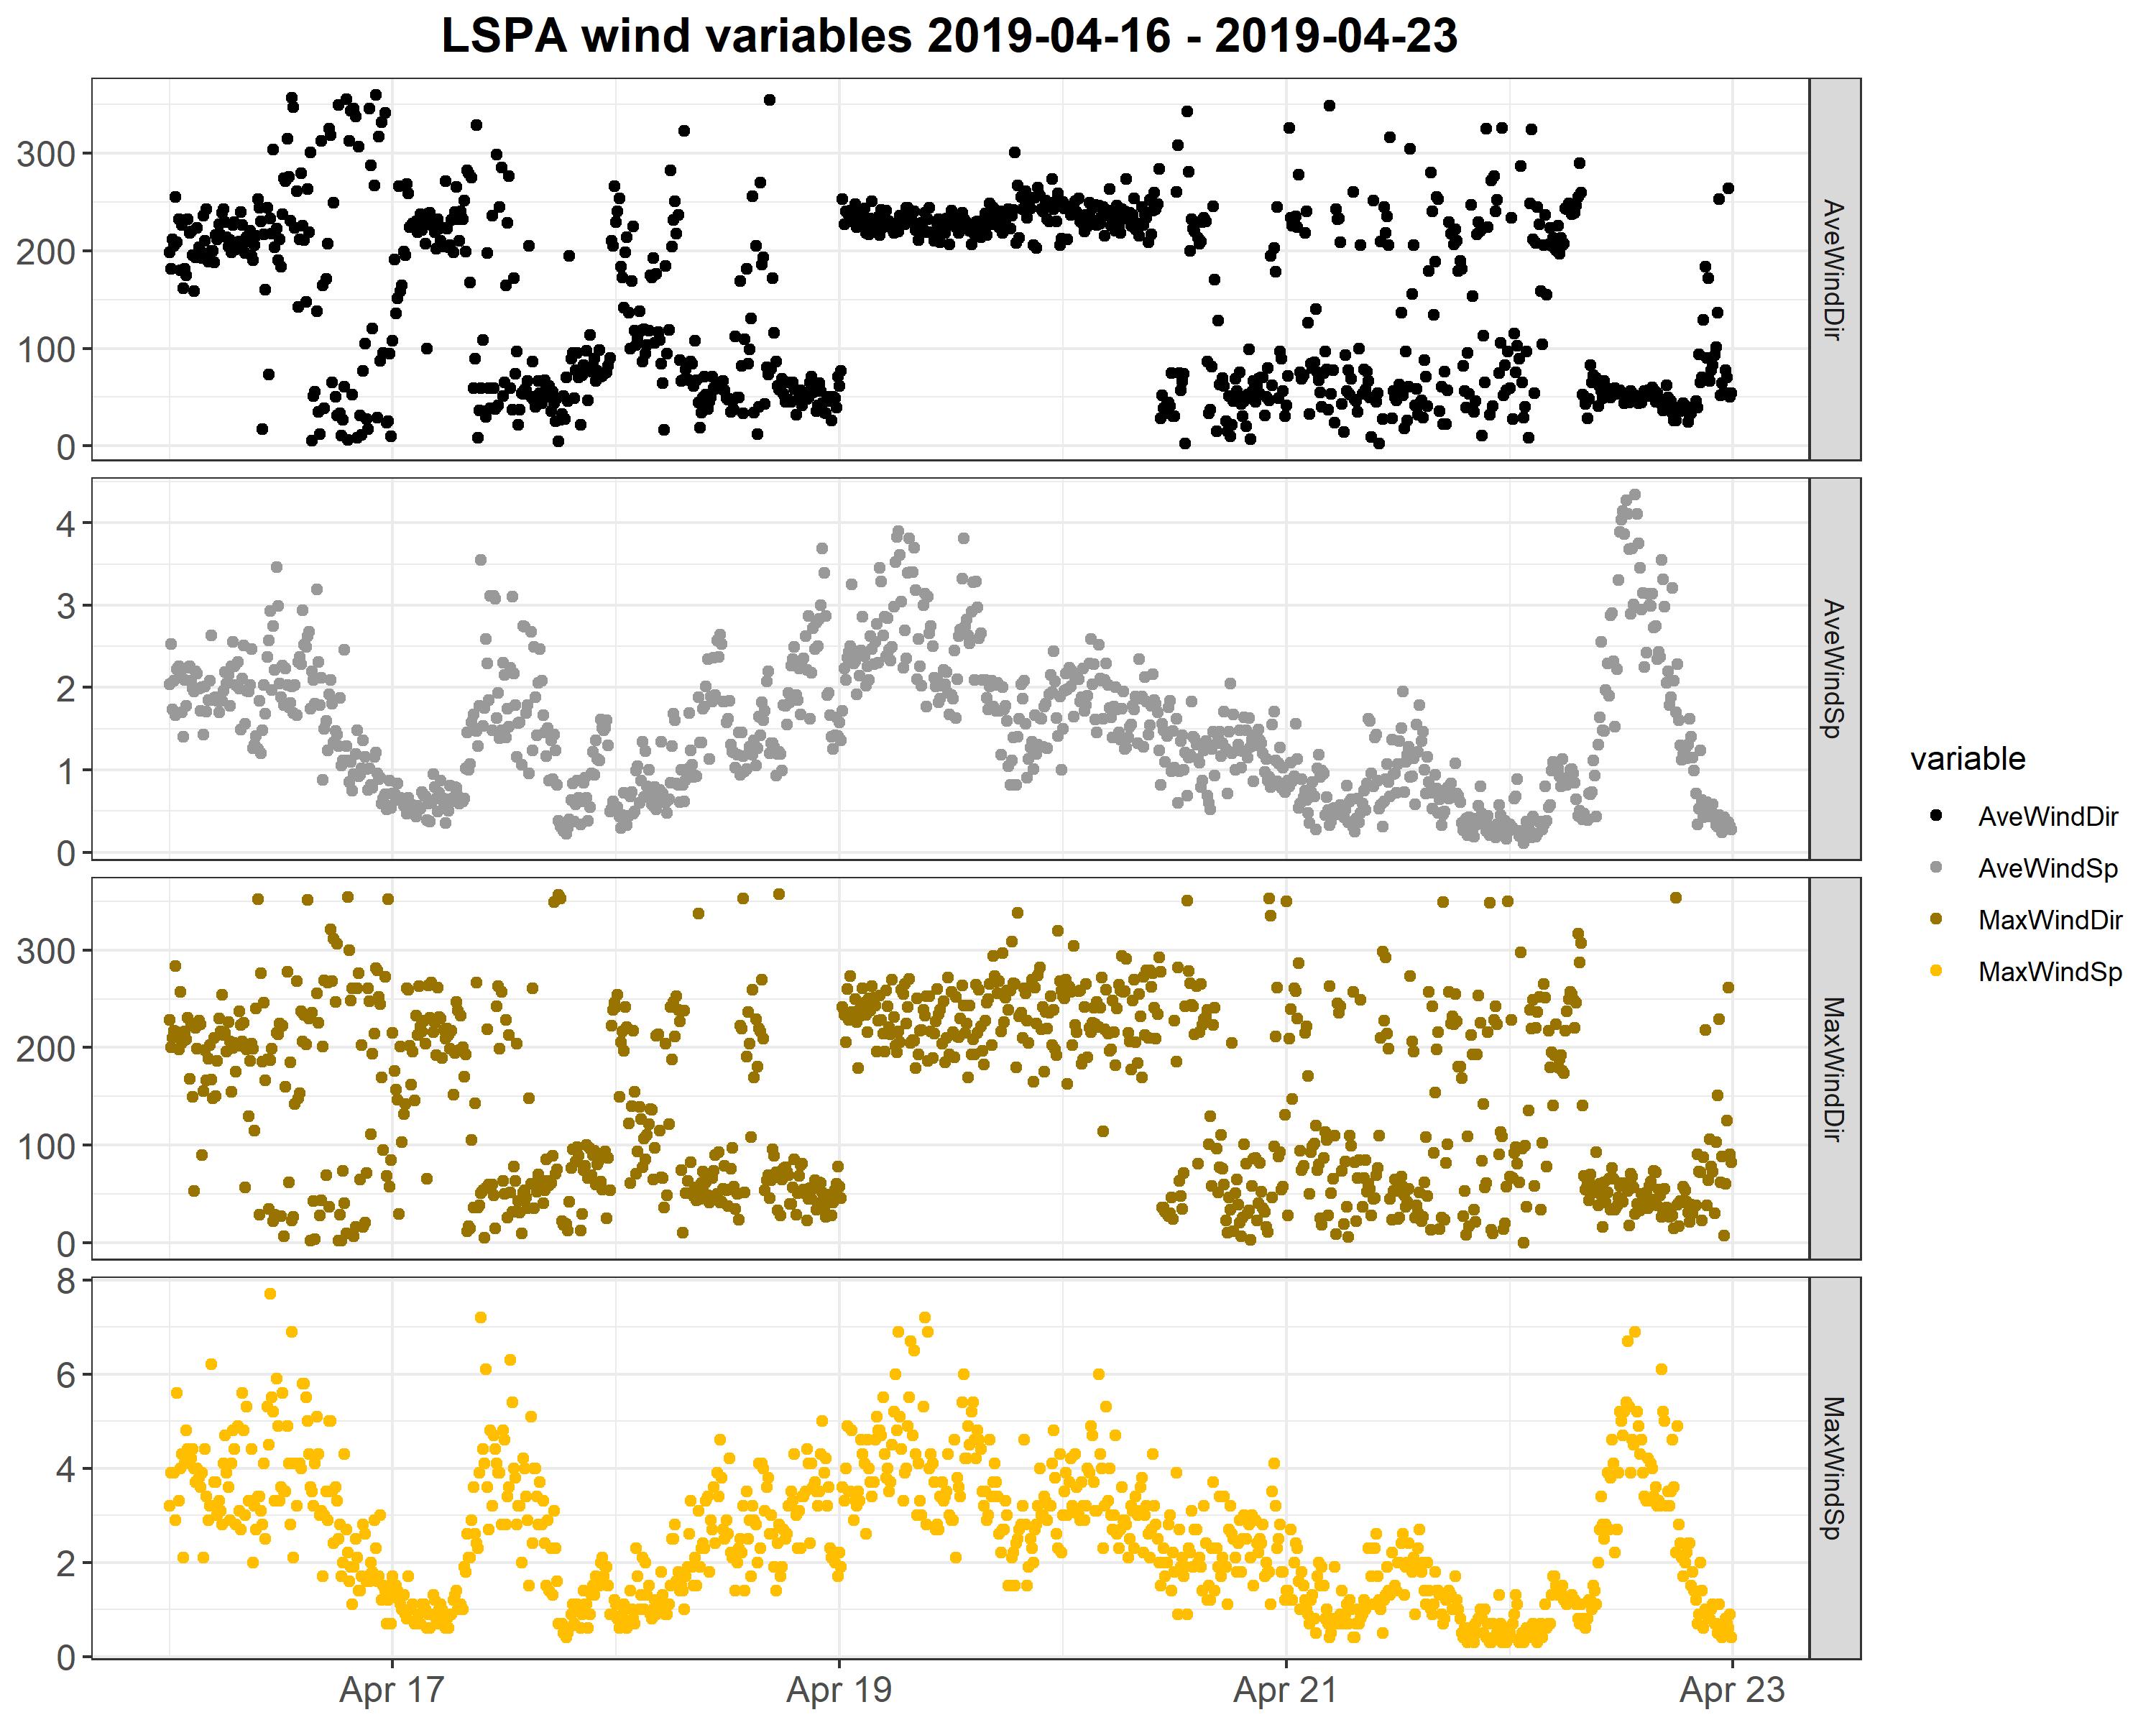 LSPA wind variables 2019-04-16 - 2019-04-23
300
200
100
0
AveWindDir
4
3
2
1
0
AveWindSp
300
200
100
0
MaxWindDir
8
6
4
2
0
MaxWindSp
Apr 17 Apr 19 Apr 21 Apr 23
variable
AveWindDir
AveWindSp
MaxWindDir
MaxWindSp